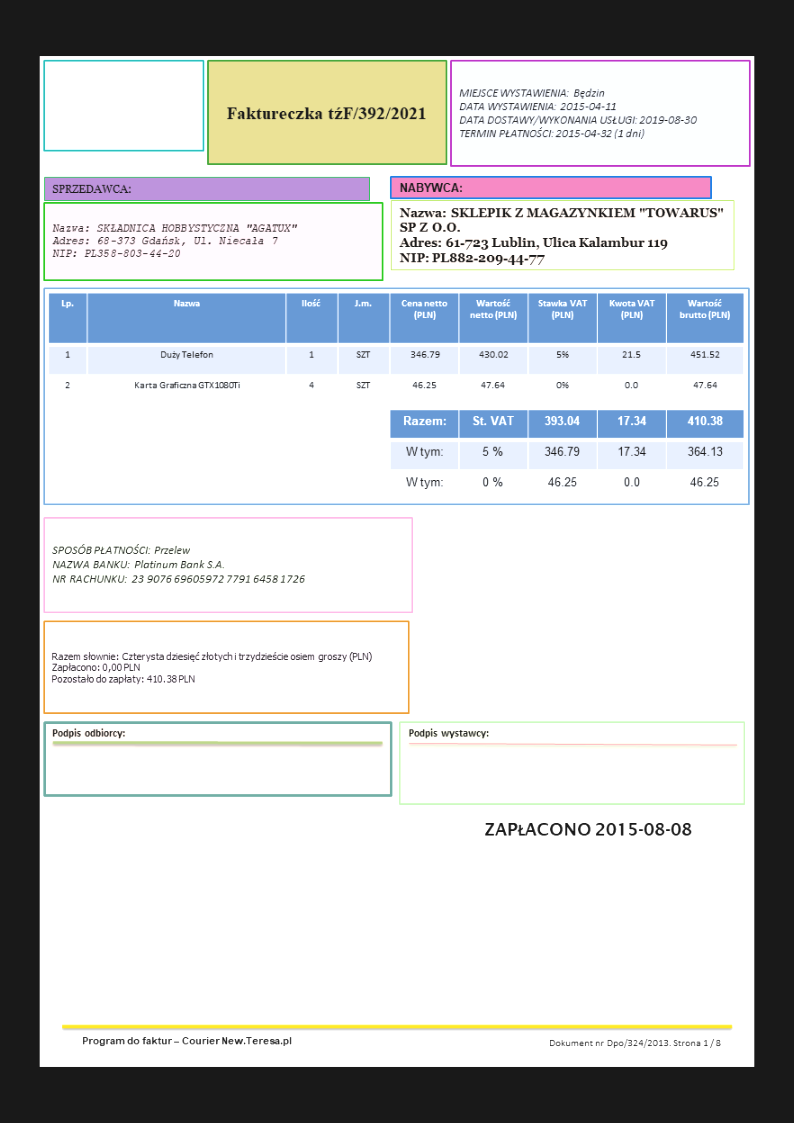 Faktureczka tźF/392/2021
MIEJSCE WYSTAWIENIA: Będzin
DATA WYSTAWIENIA: 2015-04-11
DATA DOSTAWY/WYKONANIA USŁUGI: 2019-08-30
TERMIN PŁATNOŚCI: 2015-04-32 (1 dni)
SPRZEDAWCA:
Nazwa: SKŁADNICA HOBBYSTYCZNA "AGATUX"
Adres: 68-373 Gdańsk, Ul. Niecała 7
NIP: PL358-803-44-20
NABYWCA:
Nazwa: SKLEPIK Z MAGAZYNKIEM "TOWARUS"
SP Z O.O.
Adres: 61-723 Lublin, Ulica Kalambur 119
NIP: PL882-209-44-77
Lp. Nazwa Ilość J.m. Cena netto (PLN) Wartość netto (PLN) Stawka VAT (PLN) Kwota VAT (PLN) Wartość brutto (PLN)
1 Duży Telefon 1 SZT 346.79 430.02 5% 21.5 451.52
2 Karta Graficzna GTX1080Ti 4 SZT 46.25 47.64 0% 0.0 47.64
Razem: St. VAT 393.04 17.34 410.38
W tym: 5 % 346.79 17.34 364.13
W tym: 0 % 46.25 0.0 46.25
SPOSÓB PŁATNOŚCI: Przelew
NAZWA BANKU: Platinum Bank S.A.
NR RACHUNKU: 23 9076 69605972 7791 6458 1726
Razem słownie: Czterysta dziesięć złotych i trzydzieście osiem groszy (PLN)
Zapłacono: 0,00 PLN
Pozostało do zapłaty: 410.38 PLN
Podpis odbiorcy:
Podpis wystawcy:
ZAPŁACONO 2015-08-08
Program do faktur – Courier New.Teresa.pl
Dokument nr Dpo/324/2013. Strona 1 / 8